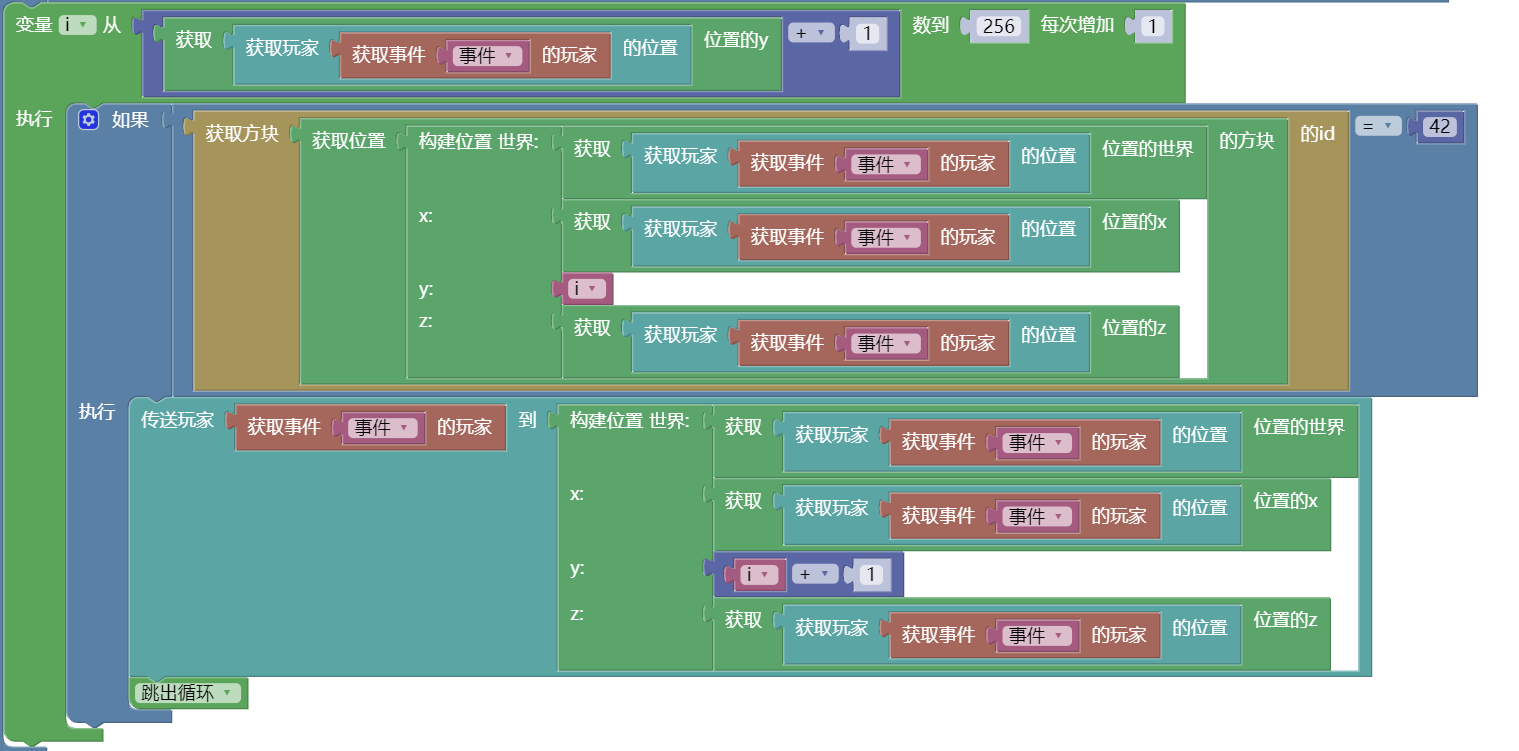 变量 i 从 获取 获取玩家 获取事件 事件 的玩家 的位置 位置的y + 1 数到 256 每次增加 1
执行 如果 获取方块 获取位置 构建位置 世界: 获取 获取玩家 获取事件 事件 的玩家 的位置 位置的世界 的方块 的id = 42
x: 获取 获取玩家 获取事件 事件 的玩家 的位置 位置的x
y: i
z: 获取 获取玩家 获取事件 事件 的玩家 的位置 位置的z
执行 传送玩家 获取事件 事件 的玩家 到 构建位置 世界: 获取 获取玩家 获取事件 事件 的玩家 的位置 位置的世界
x: 获取 获取玩家 获取事件 事件 的玩家 的位置 位置的x
y: i + 1
z: 获取 获取玩家 获取事件 事件 的玩家 的位置 位置的z
跳出循环